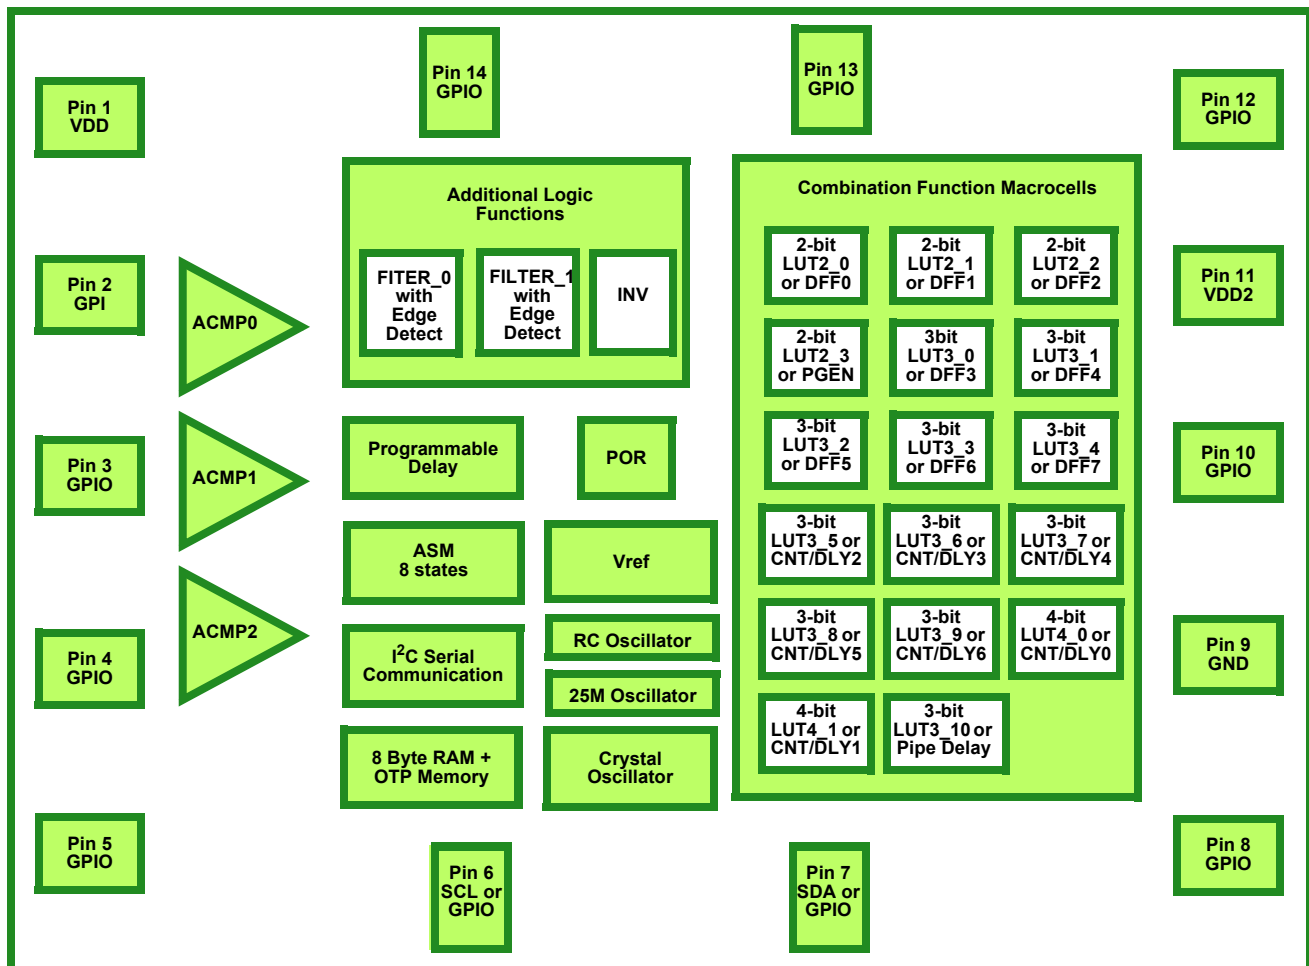 Pin 14
GPIO
Pin 13
GPIO
Pin 1
VDD
Pin 12
GPIO
Additional Logic
Functions
FITER_0
with
Edge
Detect
FILTER_1
with
Edge
Detect
INV
Combination Function Macrocells
2-bit
LUT2_0
or DFF0
2-bit
LUT2_1
or DFF1
2-bit
LUT2_2
or DFF2
2-bit
LUT2_3
or PGEN
3bit
LUT3_0
or DFF3
3-bit
LUT3_1
or DFF4
3-bit
LUT3_2
or DFF5
3-bit
LUT3_3
or DFF6
3-bit
LUT3_4
or DFF7
3-bit
LUT3_5 or
CNT/DLY2
3-bit
LUT3_6 or
CNT/DLY3
3-bit
LUT3_7 or
CNT/DLY4
3-bit
LUT3_8 or
CNT/DLY5
3-bit
LUT3_9 or
CNT/DLY6
4-bit
LUT4_0 or
CNT/DLY0
4-bit
LUT4_1 or
CNT/DLY1
3-bit
LUT3_10 or
Pipe Delay
Pin 2
GPI
ACMP0
Pin 11
VDD2
Pin 3
GPIO
ACMP1
Programmable
Delay
POR
Pin 10
GPIO
ASM
8 states
Vref
Pin 4
GPIO
ACMP2
I²C Serial
Communication
RC Oscillator
25M Oscillator
Pin 9
GND
8 Byte RAM +
OTP Memory
Crystal
Oscillator
Pin 5
GPIO
Pin 6
SCL or
GPIO
Pin 7
SDA or
GPIO
Pin 8
GPIO